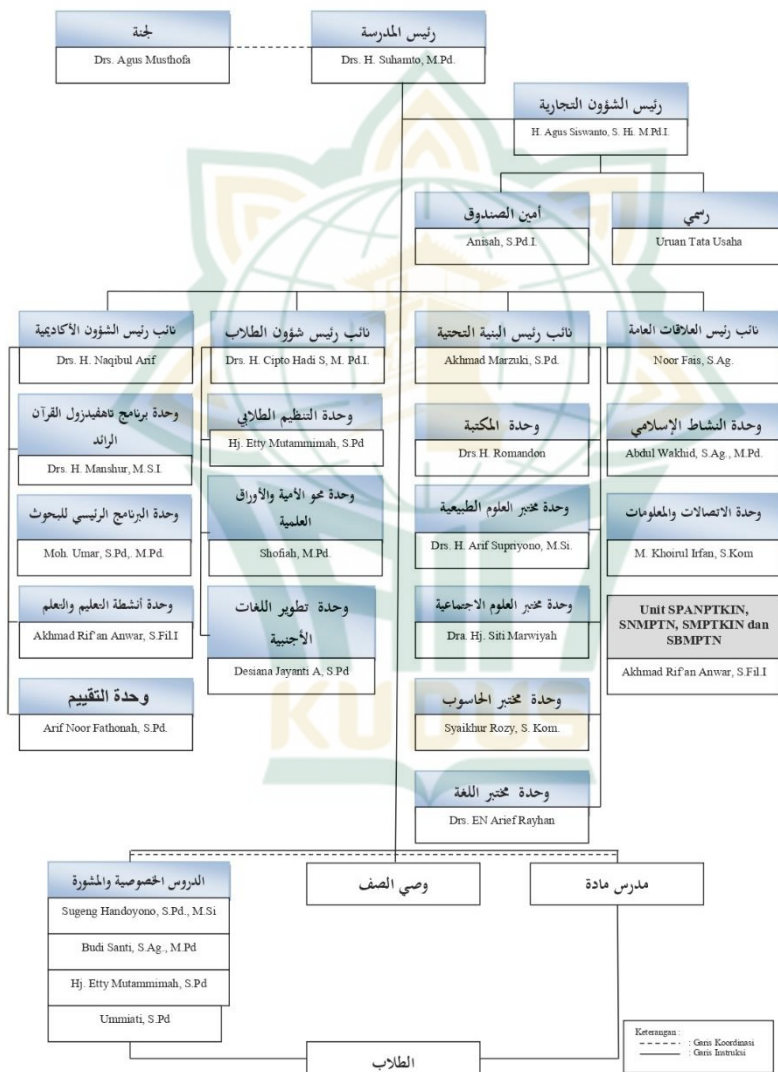 لجنة
Drs. Agus Musthofa
رئيس المدرسة
Drs. H. Suhamto, M.Pd.
رئيس الشؤون التجارية
H. Agus Siswanto, S. Hi. M.Pd.I.
أمين الصندوق
Anisah, S.Pd.I.
رسمي
Uruan Tata Usaha
نائب رئيس الشؤون الأكاديمية
Drs. H. Naqibul Arif
نائب رئيس شؤون الطلاب
Drs. H. Cipto Hadi S, M. Pd.I.
نائب رئيس البنية التحتية
Akhmad Marzuki, S.Pd.
نائب رئيس العلاقات العامة
Noor Fais, S.Ag.
وحدة برنامج تاهفيدزول القرآن
الرائد
Drs. H. Manshur, M.S.I.
وحدة البرنامج الرئيسي للبحوث
Moh. Umar, S.Pd,. M.Pd.
وحدة أنشطة التعليم والتعلم
Akhmad Rif'an Anwar, S.Fil.I
وحدة التقييم
Arif Noor Fathonah, S.Pd.
وحدة التنظيم الطلابي
Hj. Etty Mutammimah, S.Pd
وحدة محو الأمية والأوراق
العلمية
Shofiah, M.Pd.
وحدة تطوير اللغات
الأجنبية
Desiana Jayanti A, S.Pd
وحدة المكتبة
Drs.H. Romandon
وحدة مختبر العلوم الطبيعية
Drs. H. Arif Supriyono, M.Si.
وحدة مختبر العلوم الاجتماعية
Dra. Hj. Siti Marwiyah
وحدة مختبر الحاسوب
Syaikhur Rozy, S. Kom.
وحدة مختبر اللغة
Drs. EN Arief Rayhan
وحدة النشاط الإسلامي
Abdul Wakhid, S.Ag., M.Pd.
وحدة الاتصالات والمعلومات
M. Khoirul Irfan, S.Kom
Unit SPANPTKIN,
SNMPTN, SMPTKIN dan
SBMPTN
Akhmad Rif'an Anwar, S.Fil.I
KUDUS
الدروس الخصوصية والمشورة
Sugeng Handoyono, S.Pd., M.Si
Budi Santi, S.Ag., M.Pd
Hj. Etty Mutammimah, S.Pd
Ummiati, S.Pd
وصي الصف
مدرس مادة
الطلاب
Keterangan :
: Garis Koordinasi
: Garis Instruksi